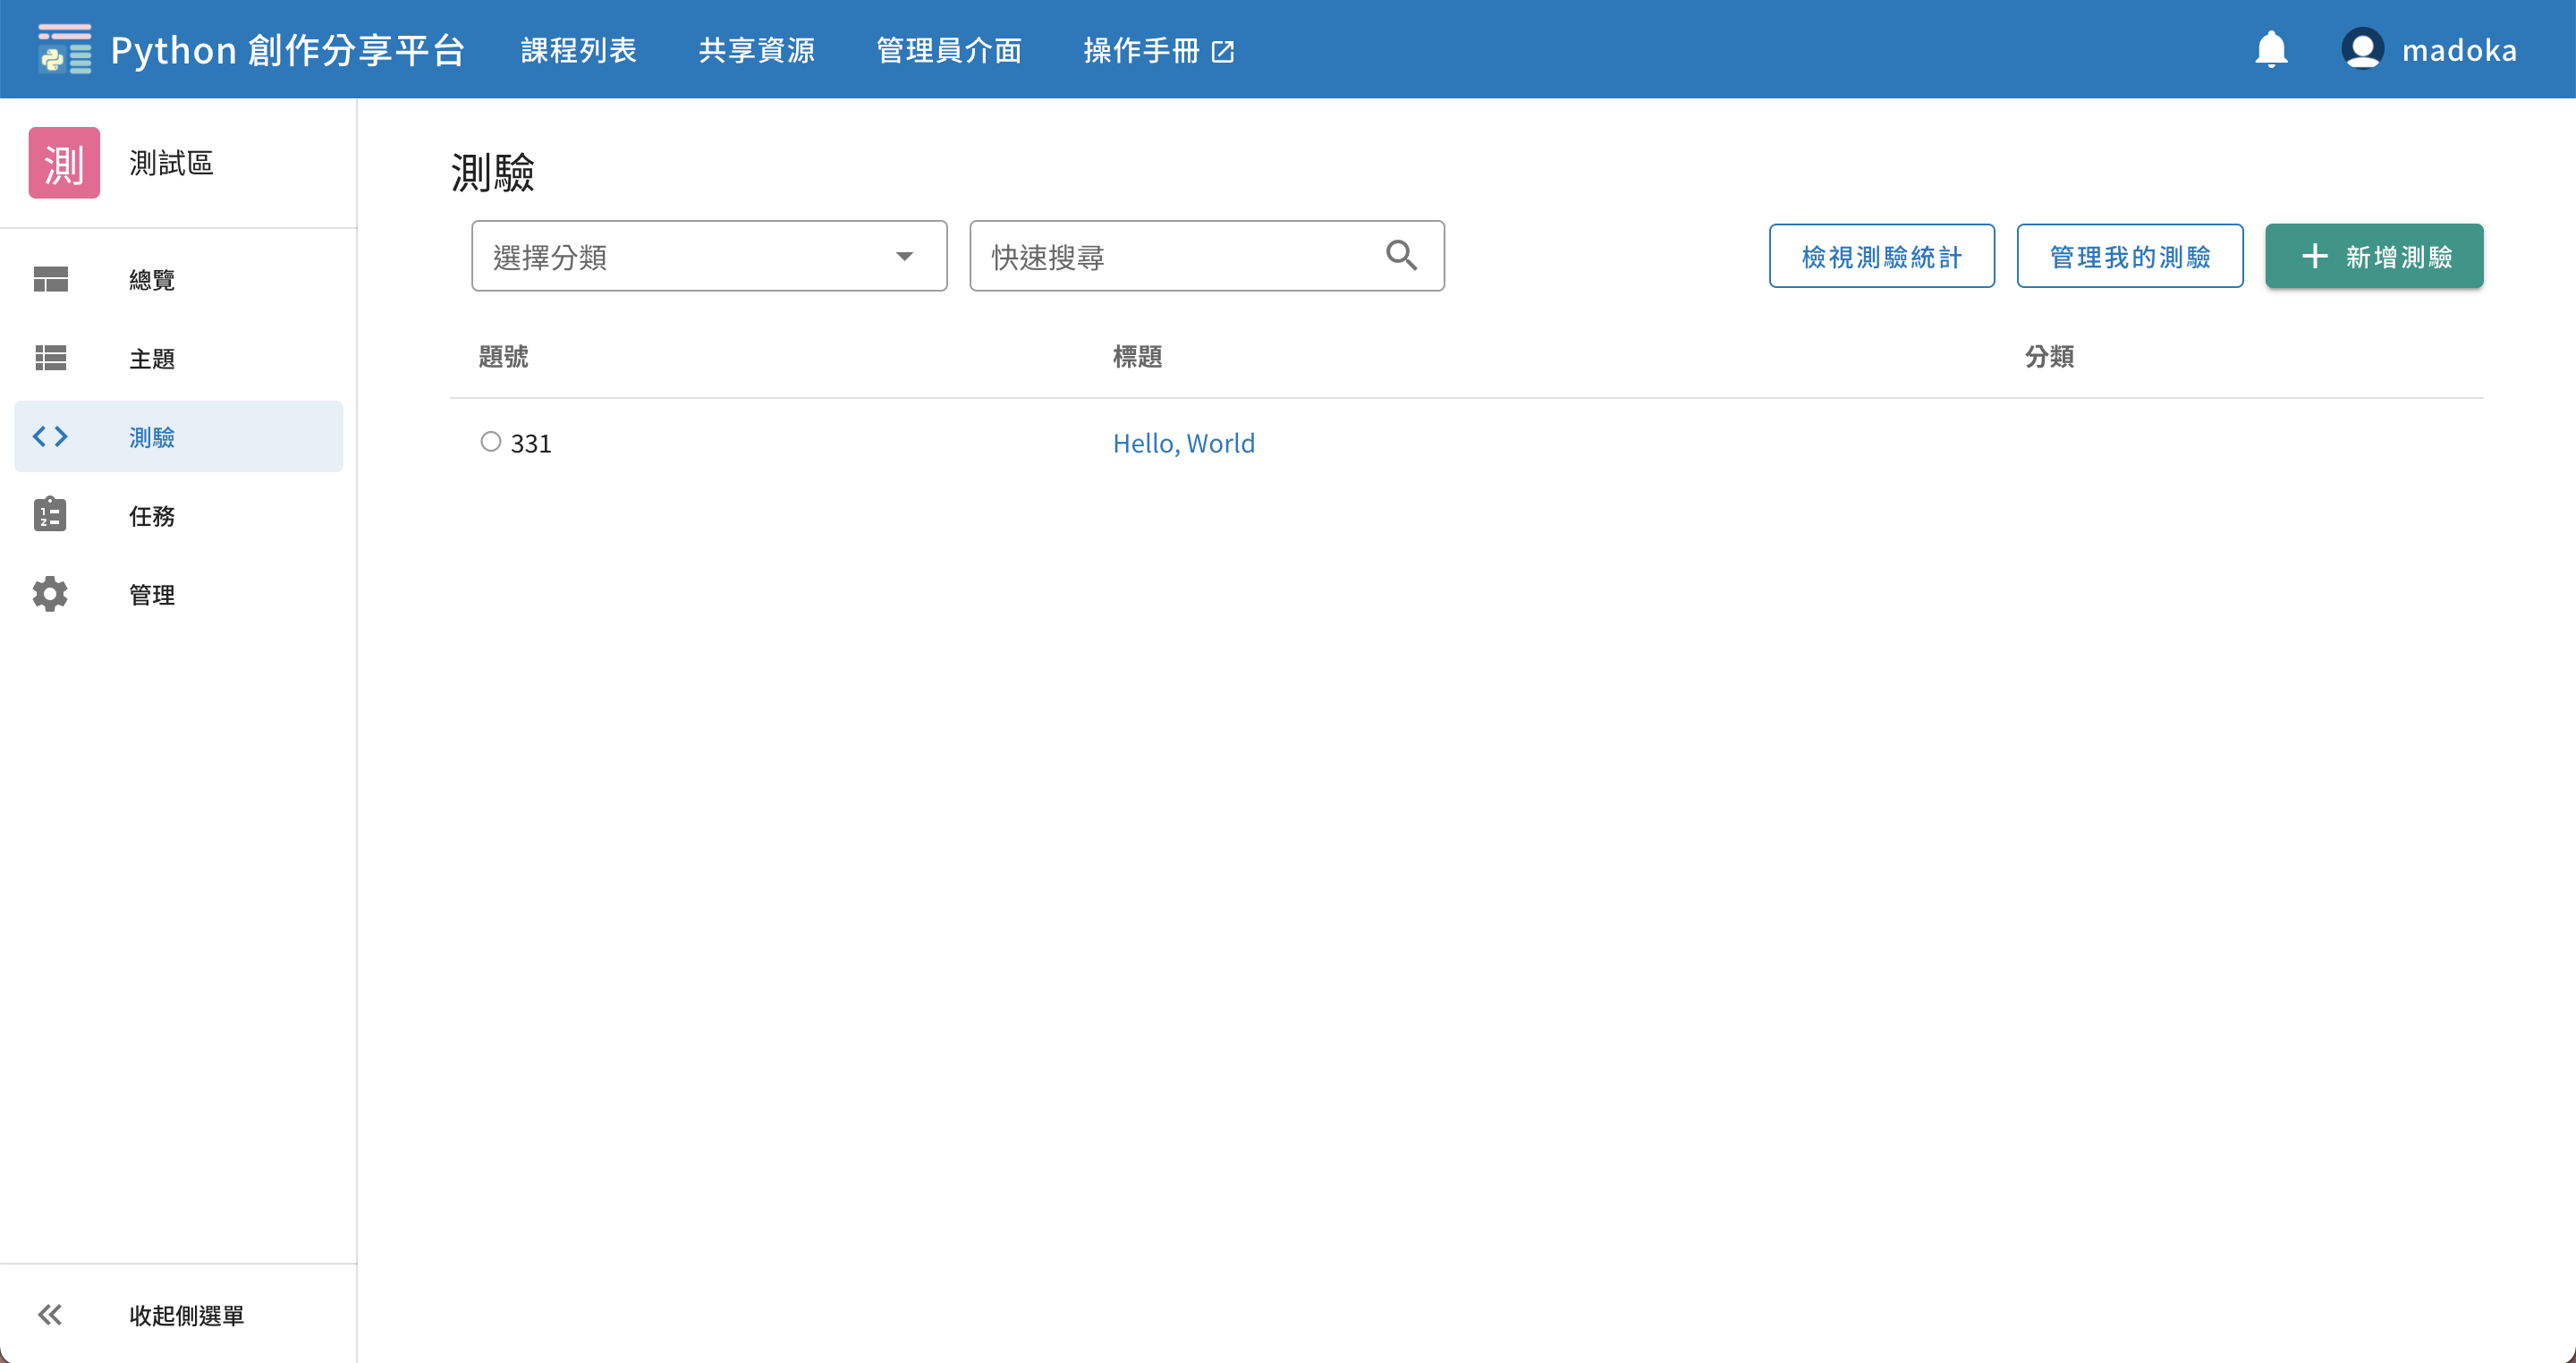 Python 創作分享平台 課程列表 共享資源 管理員介面 操作手冊 madoka
測 測試區
總覽
主題
測驗
任務
管理
收起側選單
測驗
選擇分類 快速搜尋 檢視測驗統計 管理我的測驗 新增測驗
題號 標題 分類
331 Hello, World